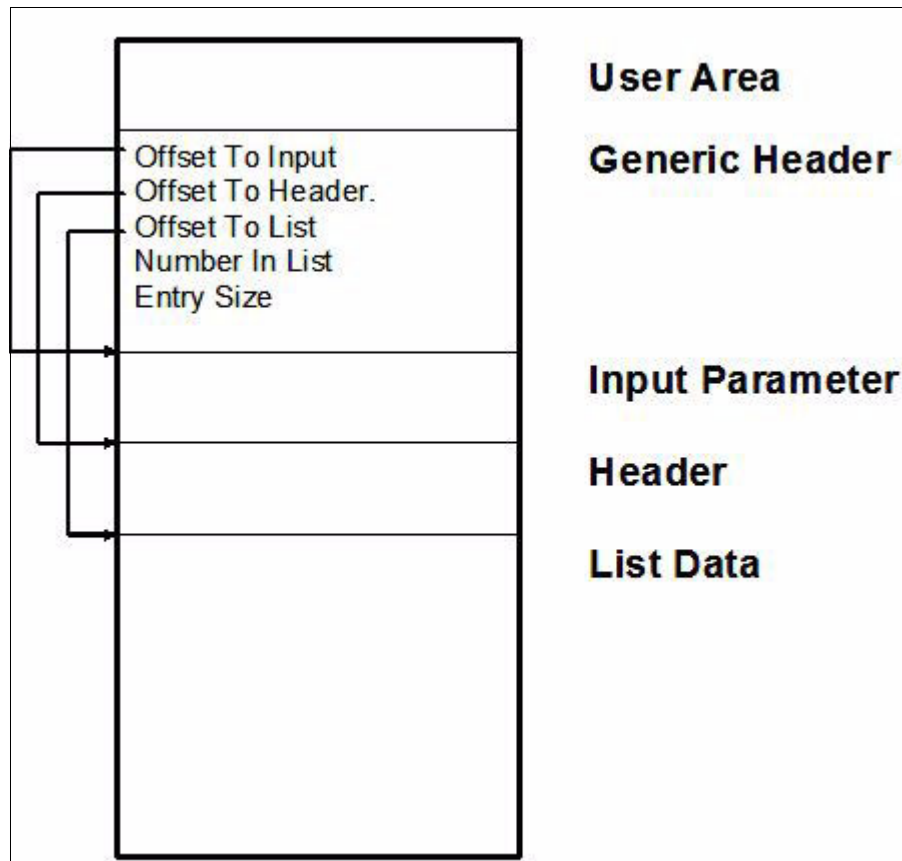 User Area
Generic Header
Offset To Input
Offset To Header.
Offset To List
Number In List
Entry Size
Input Parameter
Header
List Data